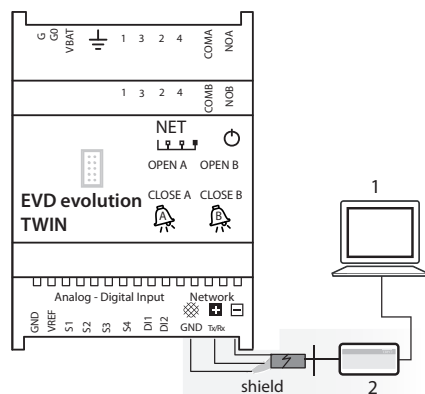 G G0 VBAT 1 3 2 4 COMA NOA
1 3 2 4 COMB NOB
NET
OPEN A OPEN B
CLOSE A CLOSE B
EVD evolution
TWIN
A B
1
Analog - Digital Input Network
GND VREF S1 S2 S3 S4 DI1 DI2 GND Tx/Rx
shield
2